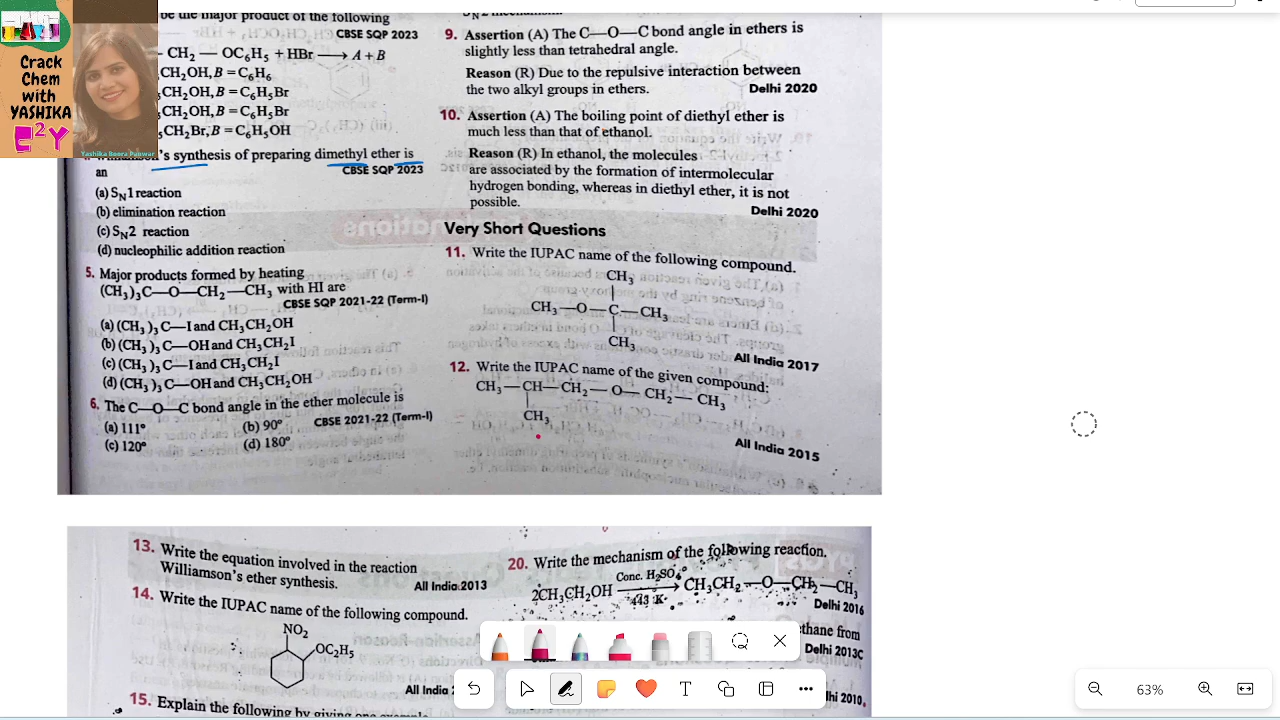 Crack
Chem
with
YASHIKA
E2Y
Yashika Boora Punwar
be the major product of the following
CBSE SQP 2023
CH2 — OC6H5 + HBr ⟶ A + B
CH2OH, B = C6H6
CH2OH, B = C6H5Br
CH2OH, B = C6H5Br
5CH2Br, B = C6H5OH
's synthesis of preparing dimethyl ether is
an
CBSE SQP 2023
(a) SN1 reaction
(b) elimination reaction
(c) SN2 reaction
(d) nucleophilic addition reaction
5. Major products formed by heating
(CH3)3C—O—CH2—CH3 with HI are
CBSE SQP 2021-22 (Term-I)
(a) (CH3)3C—I and CH3CH2OH
(b) (CH3)3C—OH and CH3CH2I
(c) (CH3)3C—I and CH3CH2I
(d) (CH3)3C—OH and CH3CH2OH
6. The C—O—C bond angle in the ether molecule is
CBSE 2021-22 (Term-I)
(a) 111° (b) 90°
(c) 120° (d) 180°
9. Assertion (A) The C—O—C bond angle in ethers is
slightly less than tetrahedral angle.
Reason (R) Due to the repulsive interaction between
the two alkyl groups in ethers. Delhi 2020
10. Assertion (A) The boiling point of diethyl ether is
much less than that of ethanol.
Reason (R) In ethanol, the molecules
are associated by the formation of intermolecular
hydrogen bonding, whereas in diethyl ether, it is not
possible. Delhi 2020
Very Short Questions
11. Write the IUPAC name of the following compound.
CH3
CH3—O—C—CH3
CH3
All India 2017
12. Write the IUPAC name of the given compound:
CH3—CH—CH2—O—CH2—CH3
CH3
All India 2015
13. Write the equation involved in the reaction
Williamson's ether synthesis. All India 2013
14. Write the IUPAC name of the following compound.
NO2
OC2H5
All India
15. Explain the following by giving one example
20. Write the mechanism of the following reaction.
2CH3CH2OH Conc. H2SO4 443 K CH3CH2—O—CH2—CH3
Delhi 2016
thane from
Delhi 2013C
lhi 2010.
63%